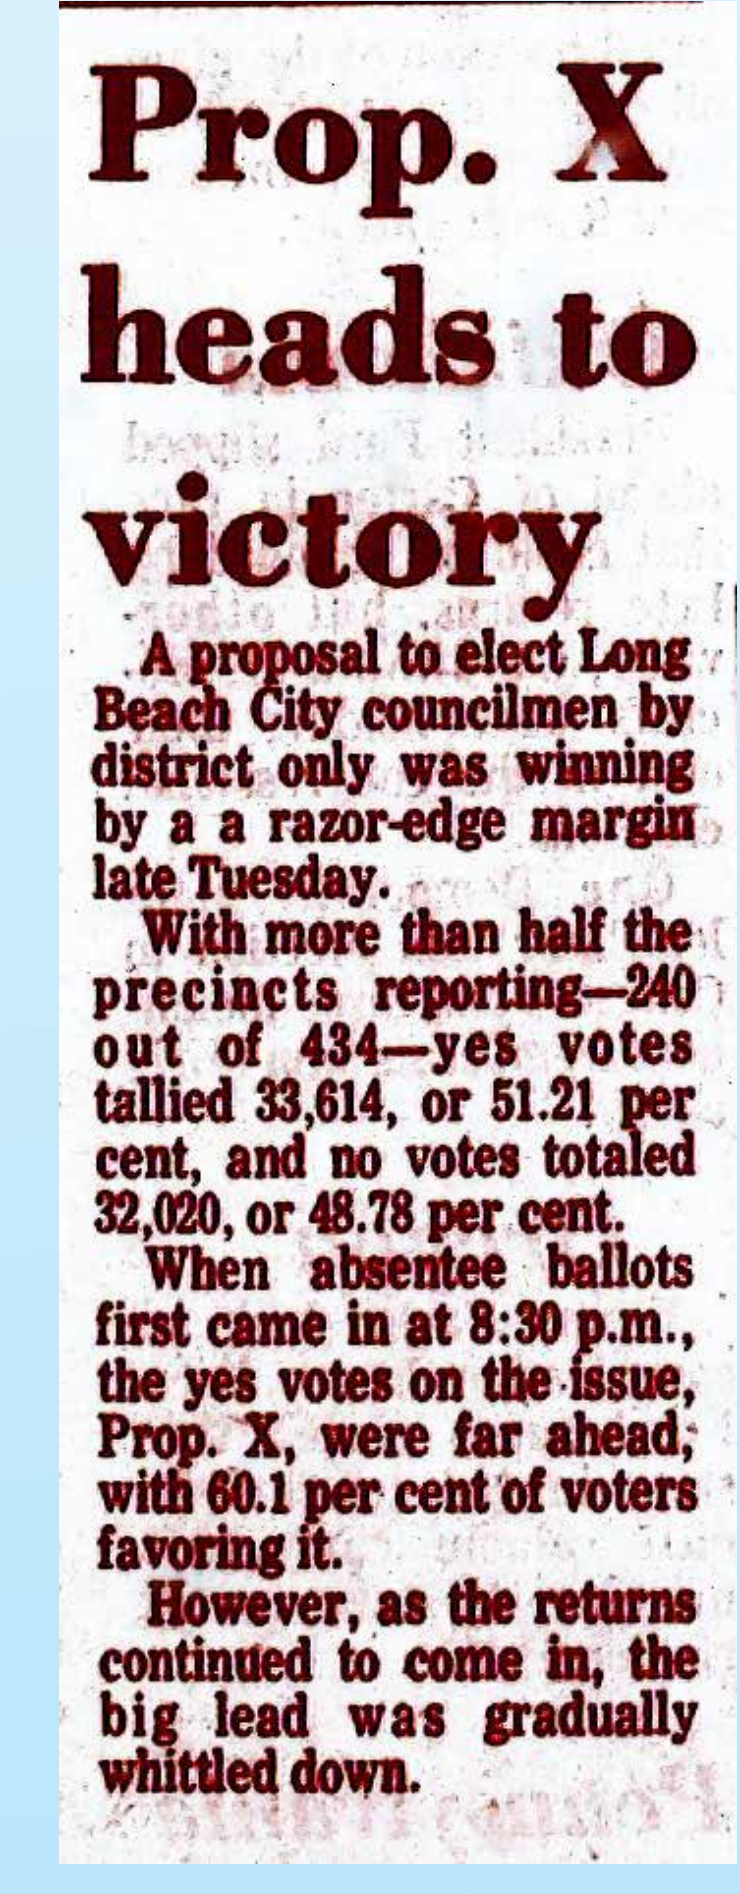 Prop. X
heads to
victory
A proposal to elect Long
Beach City councilmen by
district only was winning
by a a razor-edge margin
late Tuesday.
With more than half the
precincts reporting—240
out of 434—yes votes
tallied 33,614, or 51.21 per
cent, and no votes totaled
32,020, or 48.78 per cent.
When absentee ballots
first came in at 8:30 p.m.,
the yes votes on the issue,
Prop. X, were far ahead,
with 60.1 per cent of voters
favoring it.
However, as the returns
continued to come in, the
big lead was gradually
whittled down.